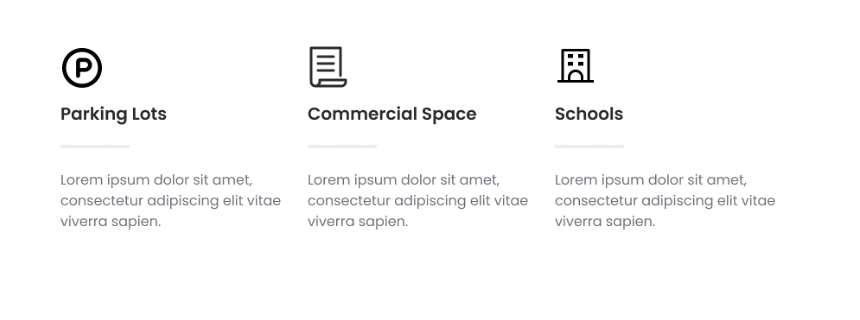 P
Parking Lots
Lorem ipsum dolor sit amet,
consectetur adipiscing elit vitae
viverra sapien.
Commercial Space
Lorem ipsum dolor sit amet,
consectetur adipiscing elit vitae
viverra sapien.
Schools
Lorem ipsum dolor sit amet,
consectetur adipiscing elit vitae
viverra sapien.